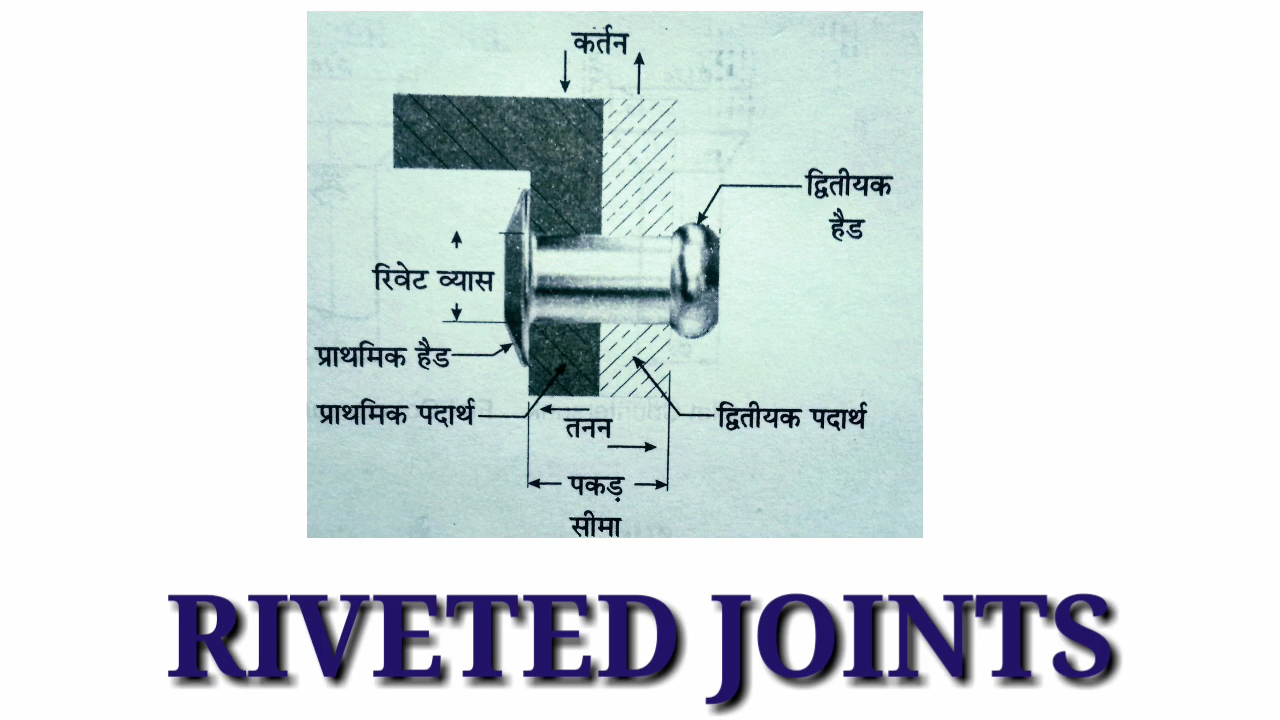 कर्तन
द्वितीयक
हैड
रिवेट व्यास
प्राथमिक हैड
प्राथमिक पदार्थ
द्वितीयक पदार्थ
तनन
पकड़
सीमा
RIVETED JOINTS